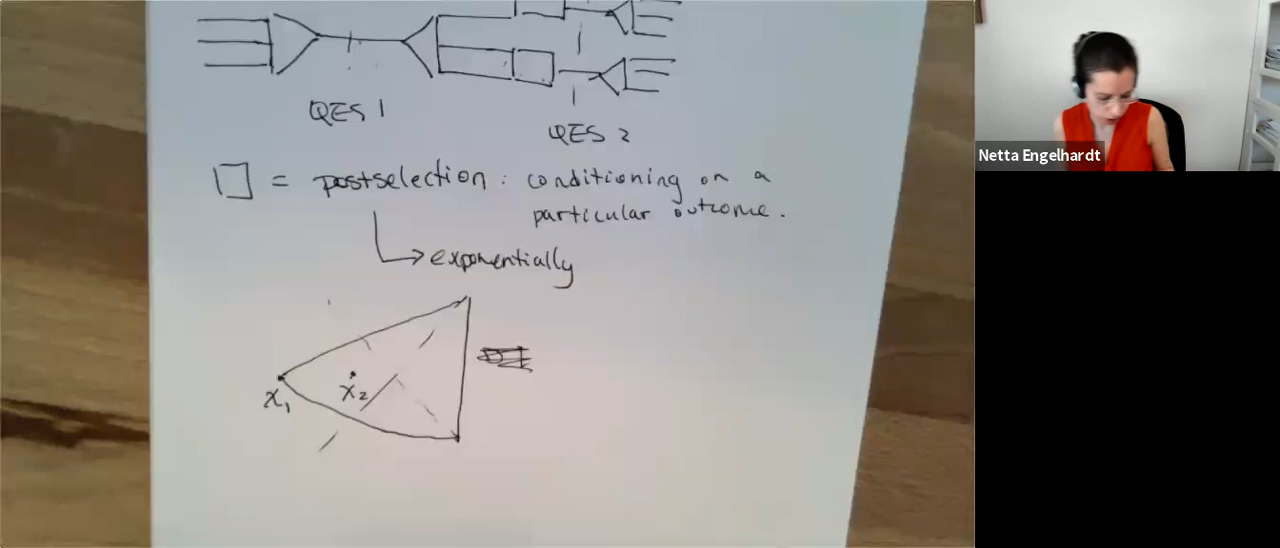 QES 1
QES 2
= postselection : conditioning on a
particular outcome.
→ exponentially
x₁
x₂
Netta Engelhardt